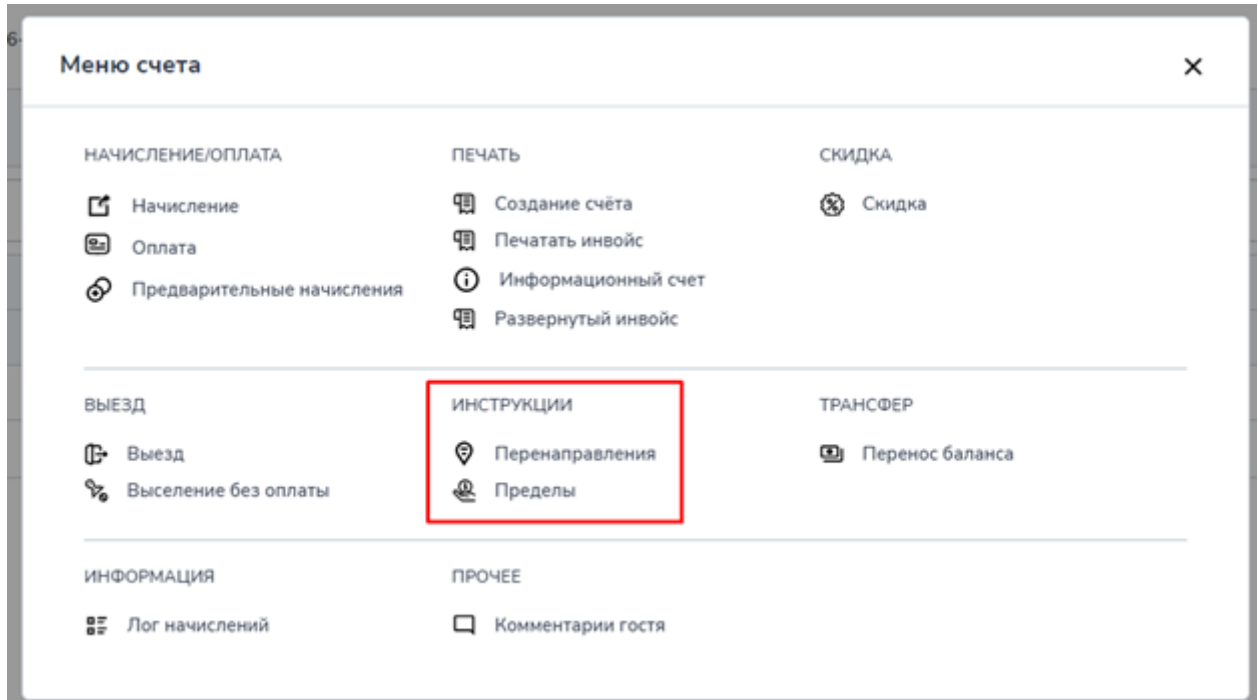 6-
Меню счета
НАЧИСЛЕНИЕ/ОПЛАТА
Начисление
Оплата
Предварительные начисления
ПЕЧАТЬ
Создание счёта
Печатать инвойс
Информационный счет
Развернутый инвойс
СКИДКА
Скидка
ВЫЕЗД
Выезд
Выселение без оплаты
ИНСТРУКЦИИ
Перенаправления
Пределы
ТРАНСФЕР
Перенос баланса
ИНФОРМАЦИЯ
Лог начислений
ПРОЧЕЕ
Комментарии гостя